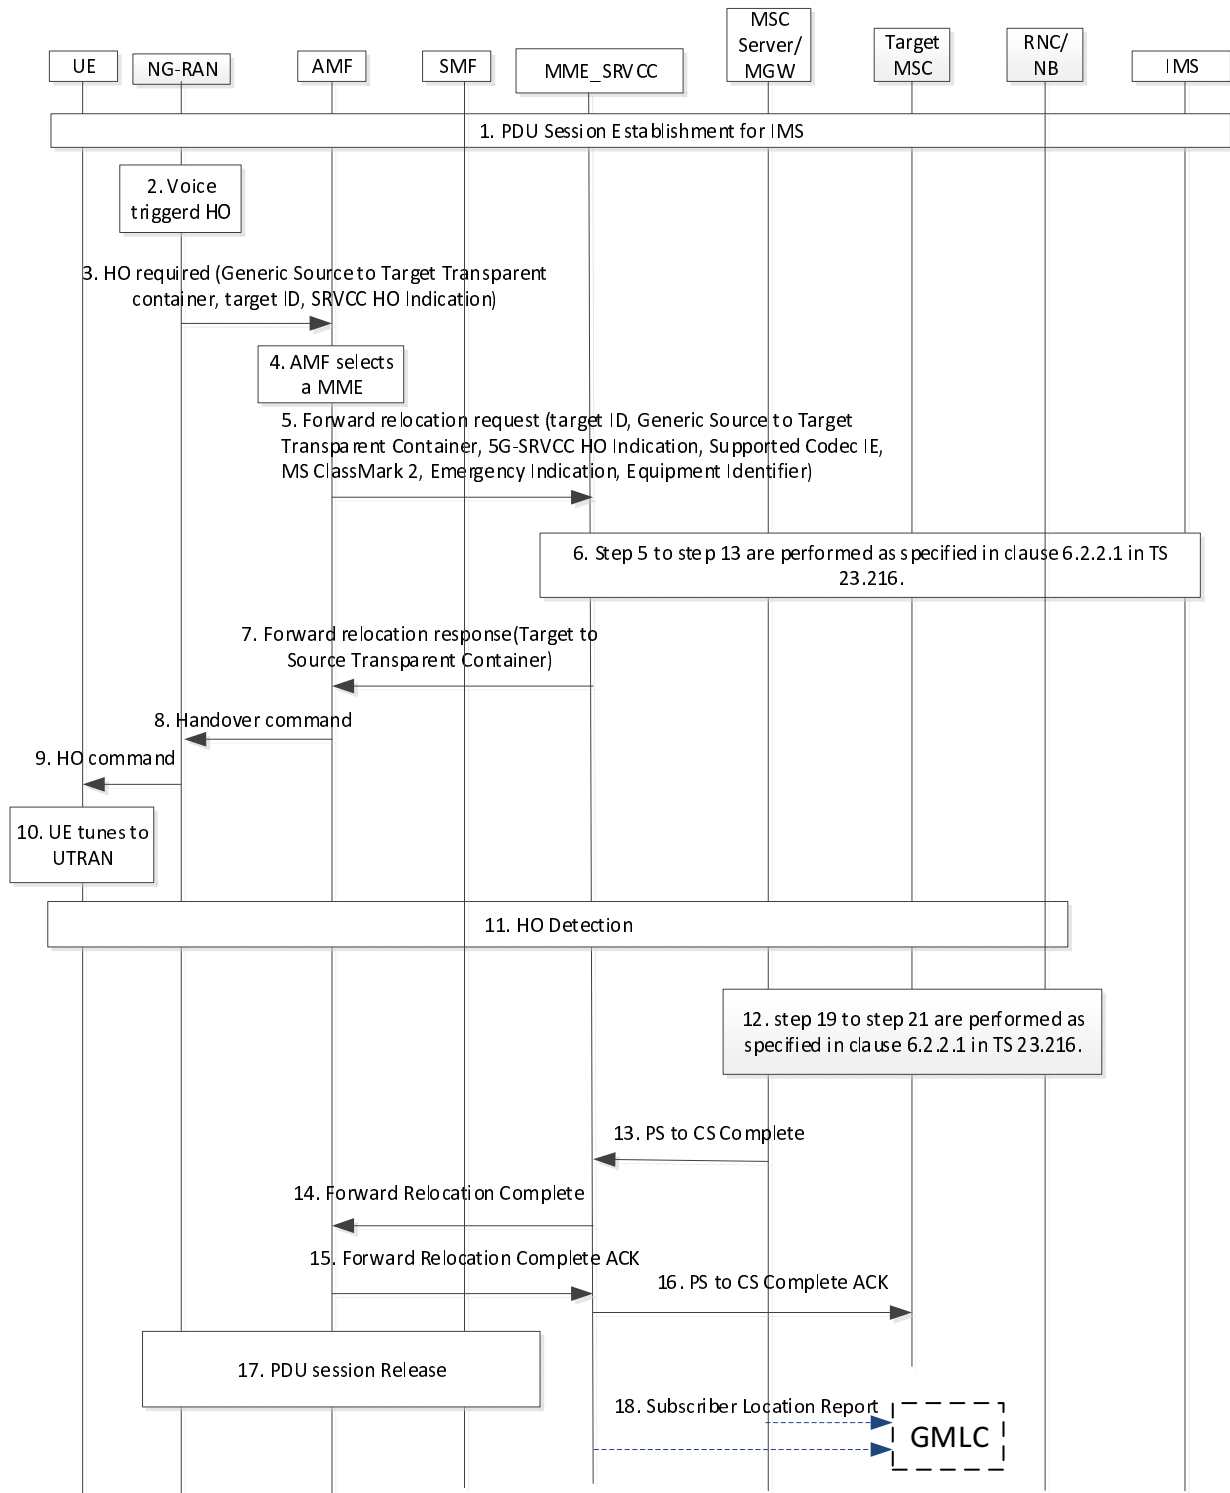 MSC
Server/
MGW
Target
MSC
RNC/
NB
UE
NG-RAN
AMF
SMF
MME_SRVCC
IMS
1. PDU Session Establishment for IMS
2. Voice
triggerd HO
3. HO required (Generic Source to Target Transparent
container, target ID, SRVCC HO Indication)
4. AMF selects
a MME
5. Forward relocation request (target ID, Generic Source to Target
Transparent Container, 5G-SRVCC HO Indication, Supported Codec IE,
MS ClassMark 2, Emergency Indication, Equipment Identifier)
6. Step 5 to step 13 are performed as specified in clause 6.2.2.1 in TS
23.216.
7. Forward relocation response(Target to
Source Transparent Container)
8. Handover command
9. HO command
10. UE tunes to
UTRAN
11. HO Detection
12. step 19 to step 21 are performed as
specified in clause 6.2.2.1 in TS 23.216.
13. PS to CS Complete
14. Forward Relocation Complete
15. Forward Relocation Complete ACK
16. PS to CS Complete ACK
17. PDU session Release
18. Subscriber Location Report
GMLC